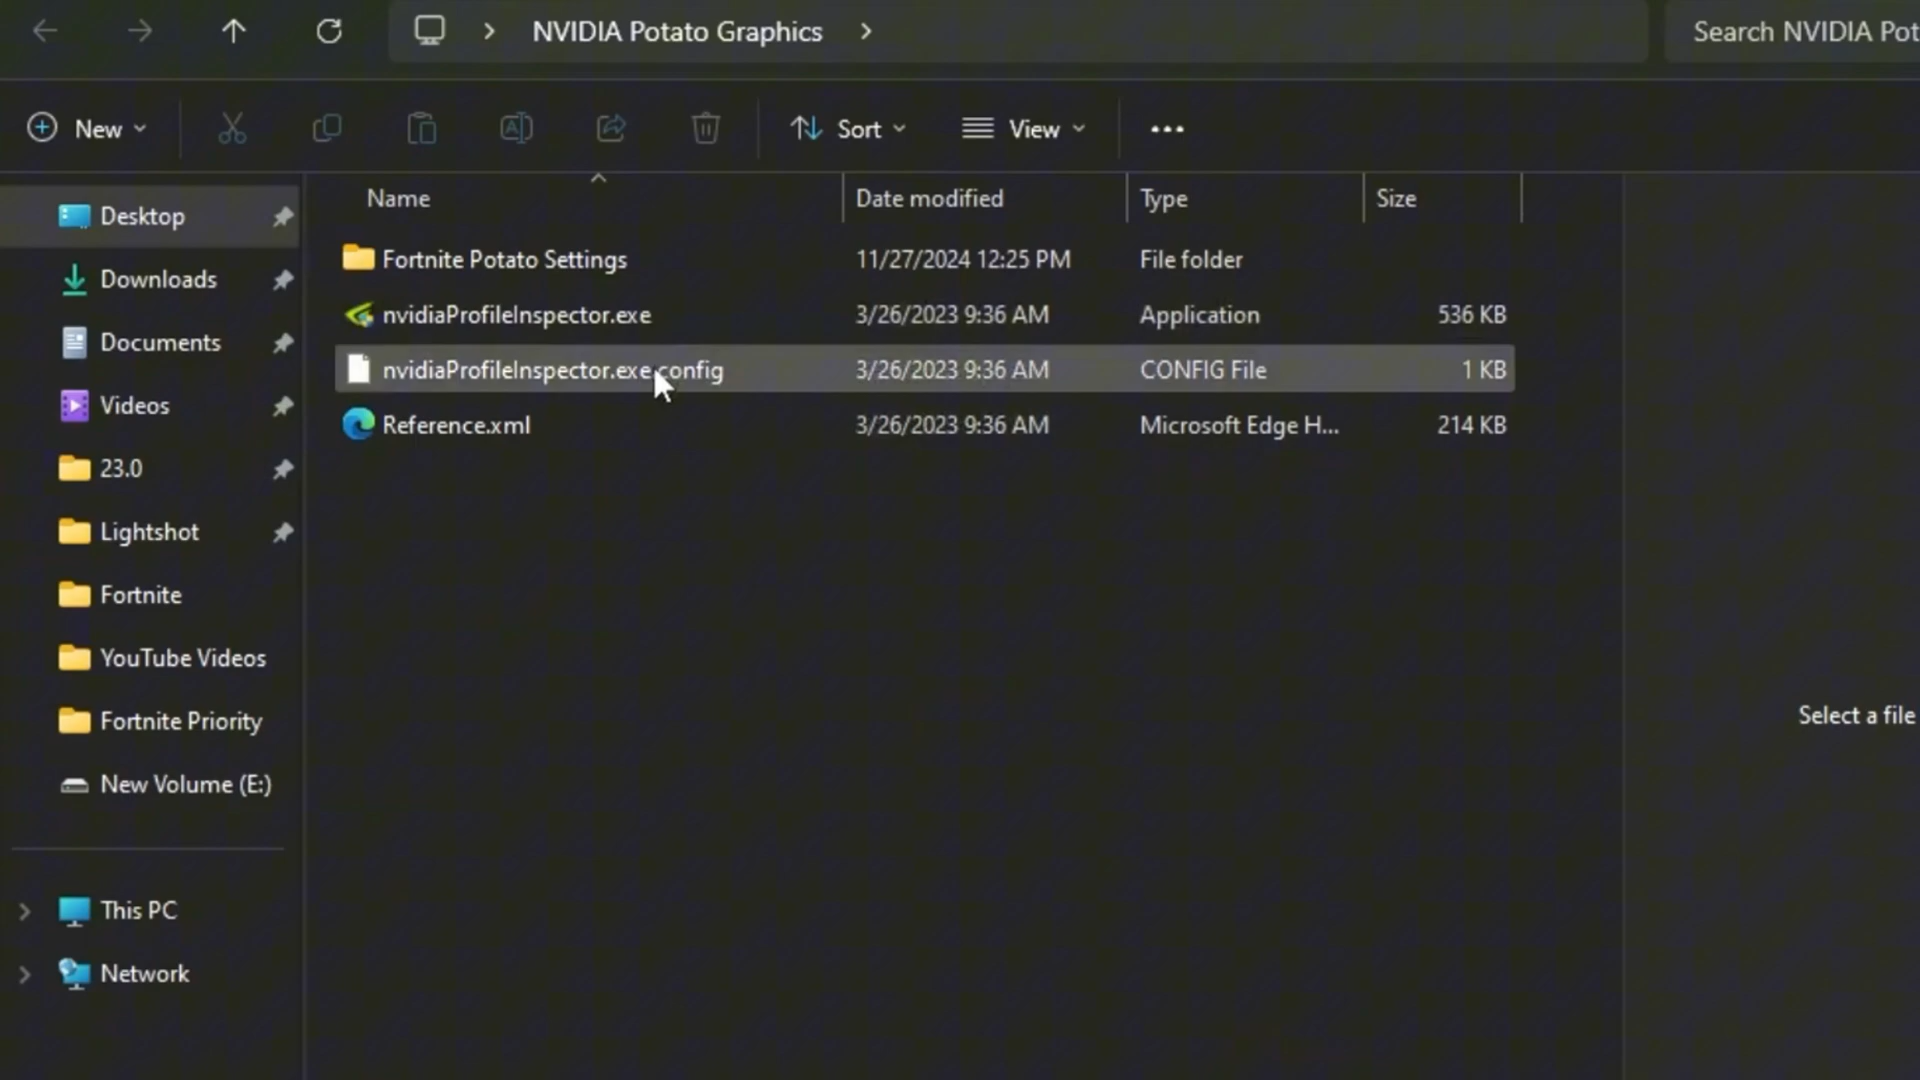 NVIDIA Potato Graphics
Search NVIDIA Pot
New
Sort
View
Name
Date modified
Type
Size
Desktop
Downloads
Documents
Videos
23.0
Lightshot
Fortnite
YouTube Videos
Fortnite Priority
New Volume (E:)
This PC
Network
Fortnite Potato Settings 11/27/2024 12:25 PM File folder
nvidiaProfileInspector.exe 3/26/2023 9:36 AM Application 536 KB
nvidiaProfileInspector.exe.config 3/26/2023 9:36 AM CONFIG File 1 KB
Reference.xml 3/26/2023 9:36 AM Microsoft Edge H... 214 KB
Select a file